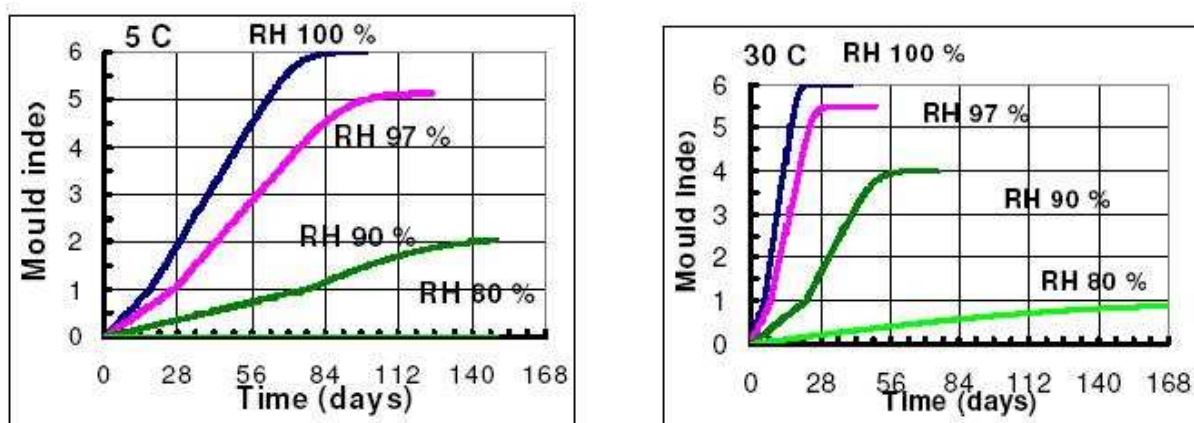 5 C
RH 100 %
6
5
4
3
2
1
0
RH 97 %
RH 90 %
RH 80 %
Mould index
0 28 56 84 112 140 168
Time (days)
30 C RH 100 %
6
5
4
3
2
1
0
RH 97 %
RH 90 %
RH 80 %
Mould index
0 28 56 84 112 140 168
Time (days)